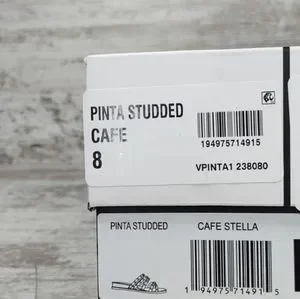 PINTA STUDDED
CAFE
8
194975714915
VPINTA1 238080
PINTA STUDDED
CAFE STELLA
1 94975 71491 5